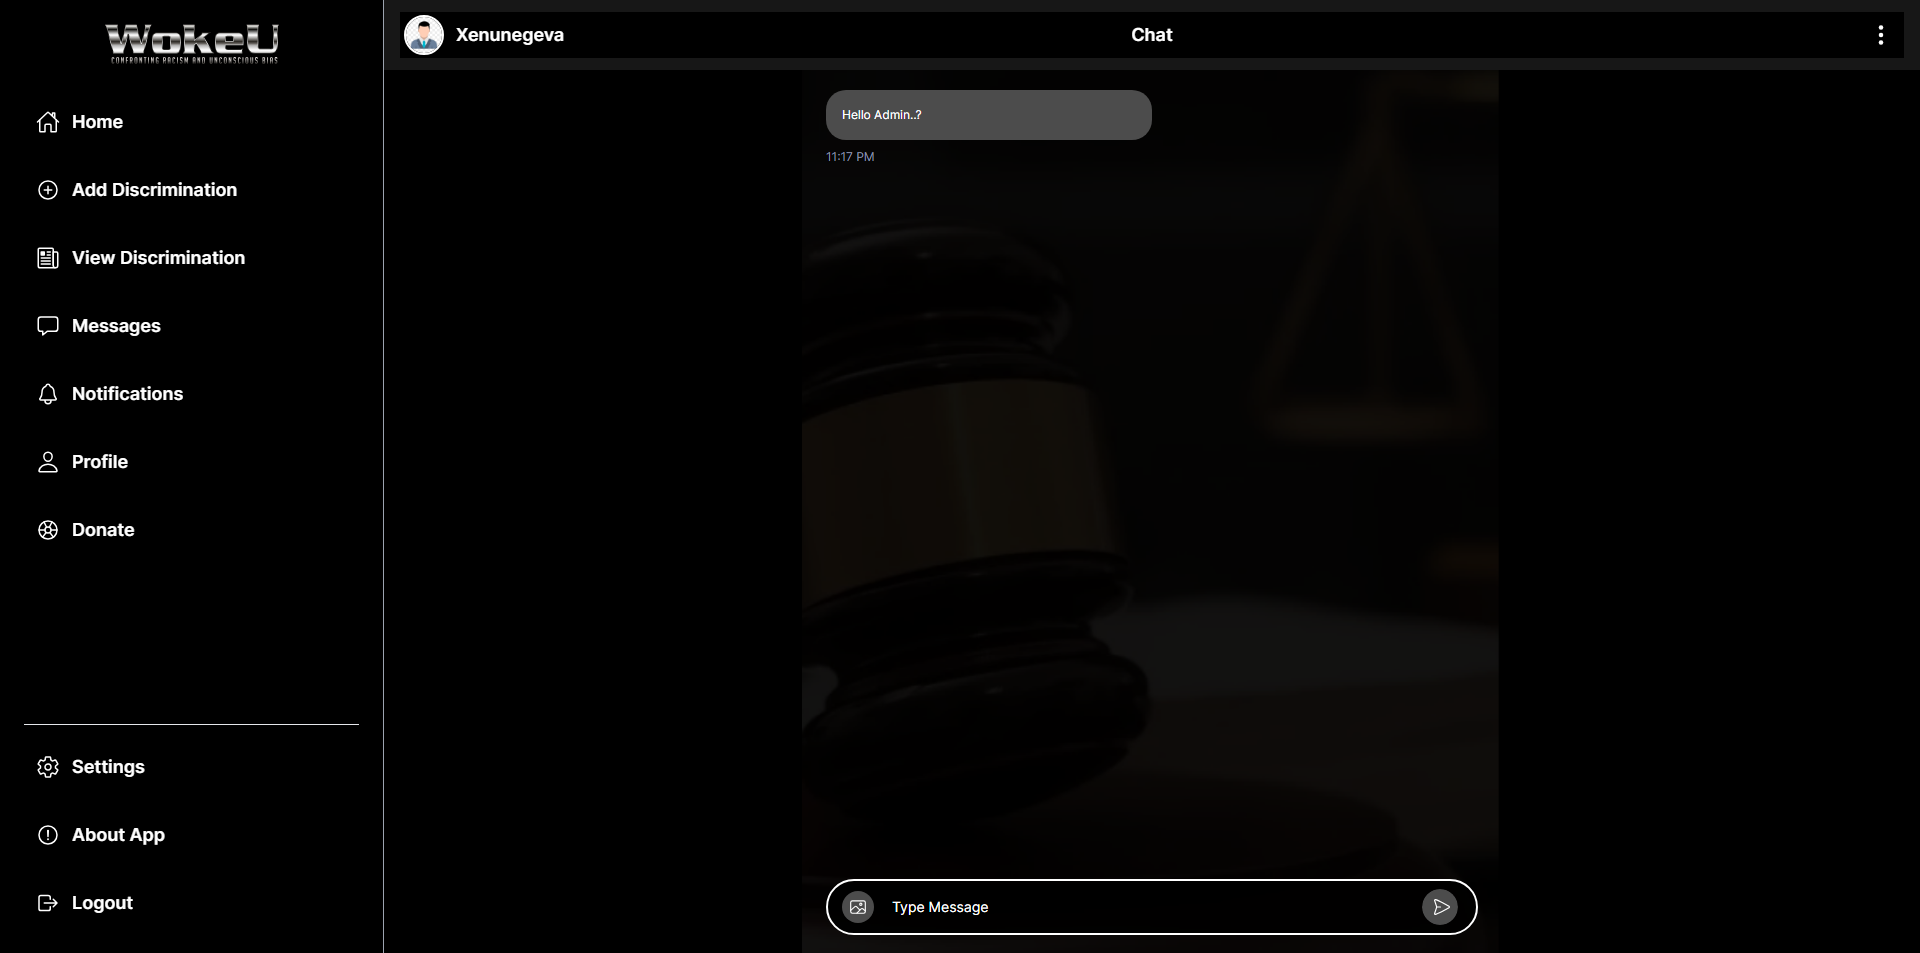 WokeU
CONFRONTING RACISM AND UNCONSCIOUS BIAS
Home
Add Discrimination
View Discrimination
Messages
Notifications
Profile
Donate
Settings
About App
Logout
Xenunegeva
Chat
Hello Admin..?
11:17 PM
Type Message